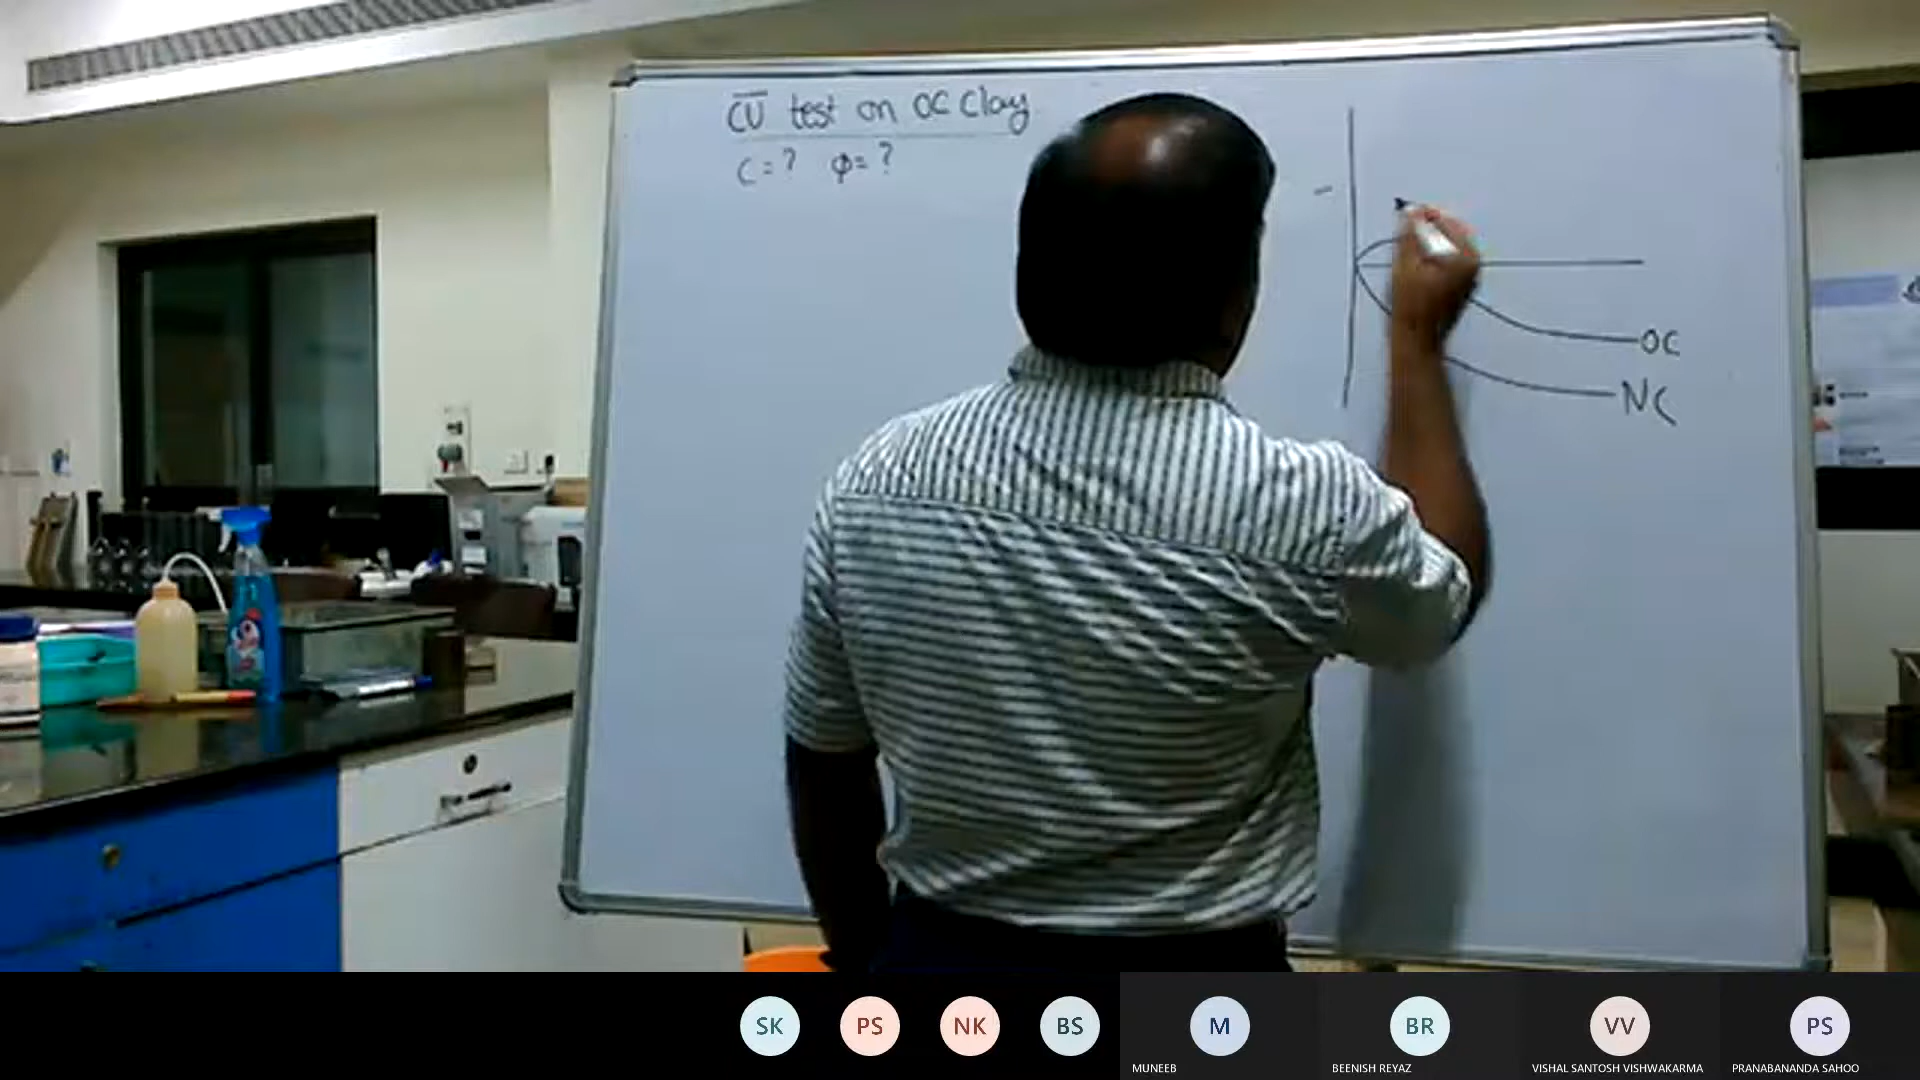 C̅U̅ test on OC Clay
C = ? φ = ?
-
OC
NC
SK
PS
NK
BS
M
BR
VV
PS
MUNEEB
BEENISH REYAZ
VISHAL SANTOSH VISHWAKARMA
PRANABANANDA SAHOO